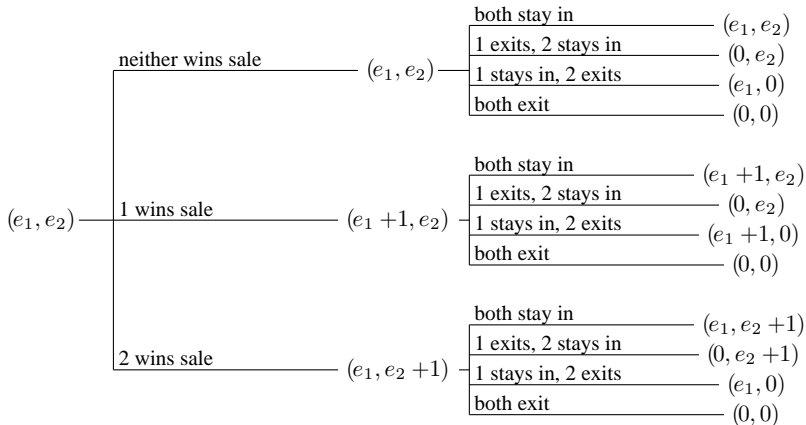 both stay in
(e₁, e₂)
1 exits, 2 stays in
(0, e₂)
neither wins sale
(e₁, e₂)
1 stays in, 2 exits
(e₁, 0)
both exit
(0, 0)
both stay in
(e₁ +1, e₂)
1 exits, 2 stays in
(0, e₂)
(e₁, e₂)
1 wins sale
(e₁ +1, e₂)
1 stays in, 2 exits
(e₁ +1, 0)
both exit
(0, 0)
both stay in
(e₁, e₂ +1)
1 exits, 2 stays in
(0, e₂ +1)
2 wins sale
(e₁, e₂ +1)
1 stays in, 2 exits
(e₁, 0)
both exit
(0, 0)